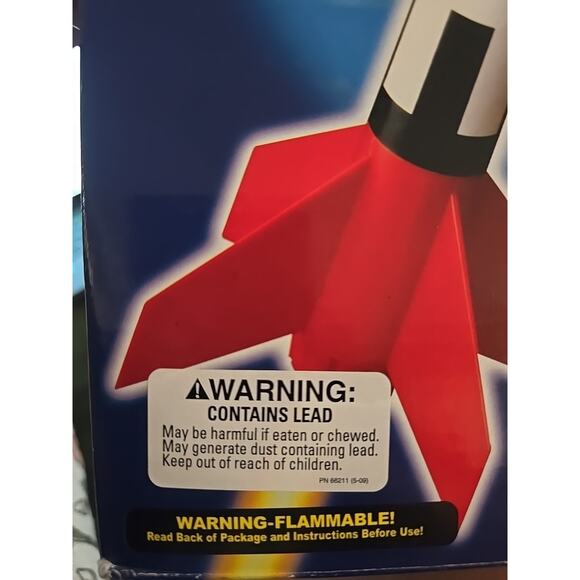 ⚠WARNING:
CONTAINS LEAD
May be harmful if eaten or chewed.
May generate dust containing lead.
Keep out of reach of children.
PN 66211 (5-09)
WARNING-FLAMMABLE!
Read Back of Package and Instructions Before Use!